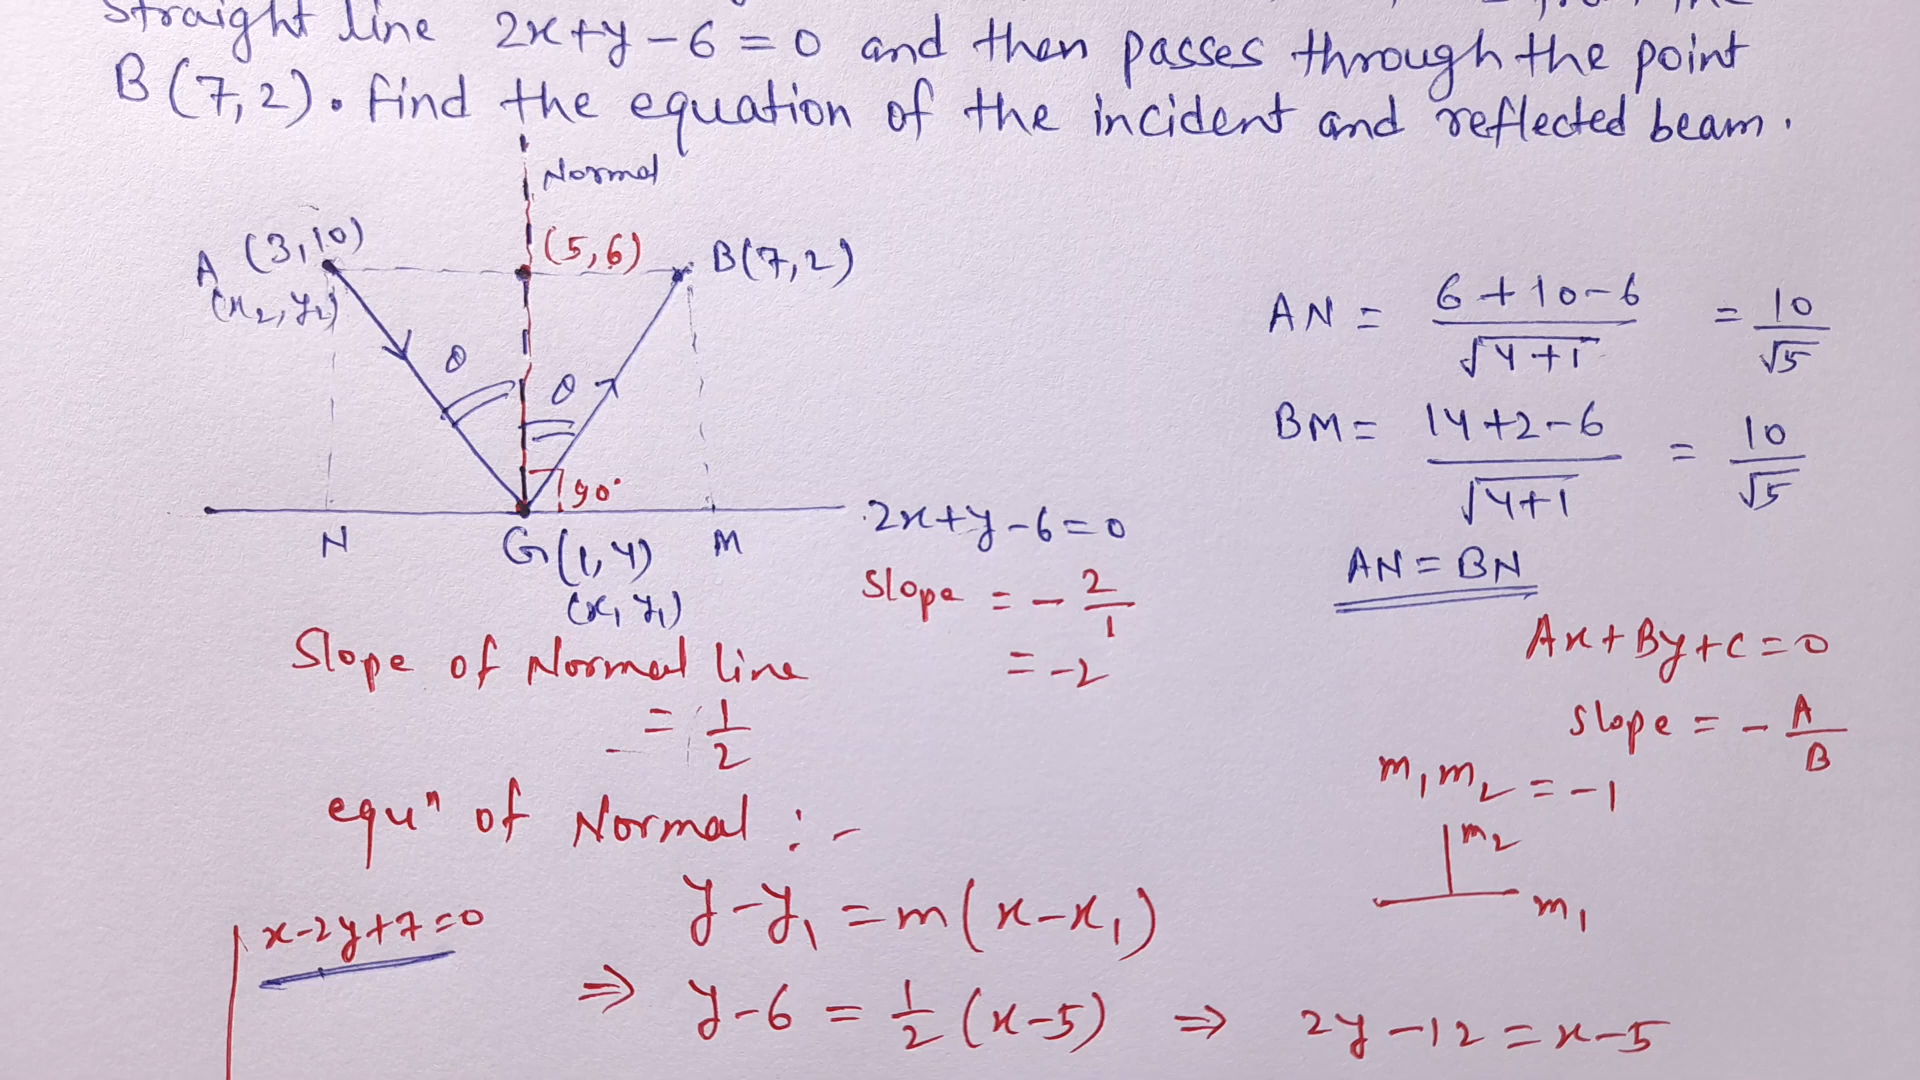 straight line 2x+y-6=0 and then passes through the point
B(7,2). find the equation of the incident and reflected beam.
Normal
A (3,10)
(x₂, y₂)
(5,6)
B(7,2)
θ
θ
90°
N
G(1,4)
(x₁ y₁)
M
2x+y-6=0
Slope = - 2/1
= -2
AN = 6+10-6/√4+1 = 10/√5
BM = 14+2-6/√4+1 = 10/√5
AN = BN
Ax+By+C=0
Slope = - A/B
m₁m₂ = -1
m₂
m₁
Slope of Normal line
= 1/2
equⁿ of Normal :-
y-y₁ = m(x-x₁)
x-2y+7=0
⇒ y-6 = 1/2 (x-5) ⇒ 2y-12 = x-5